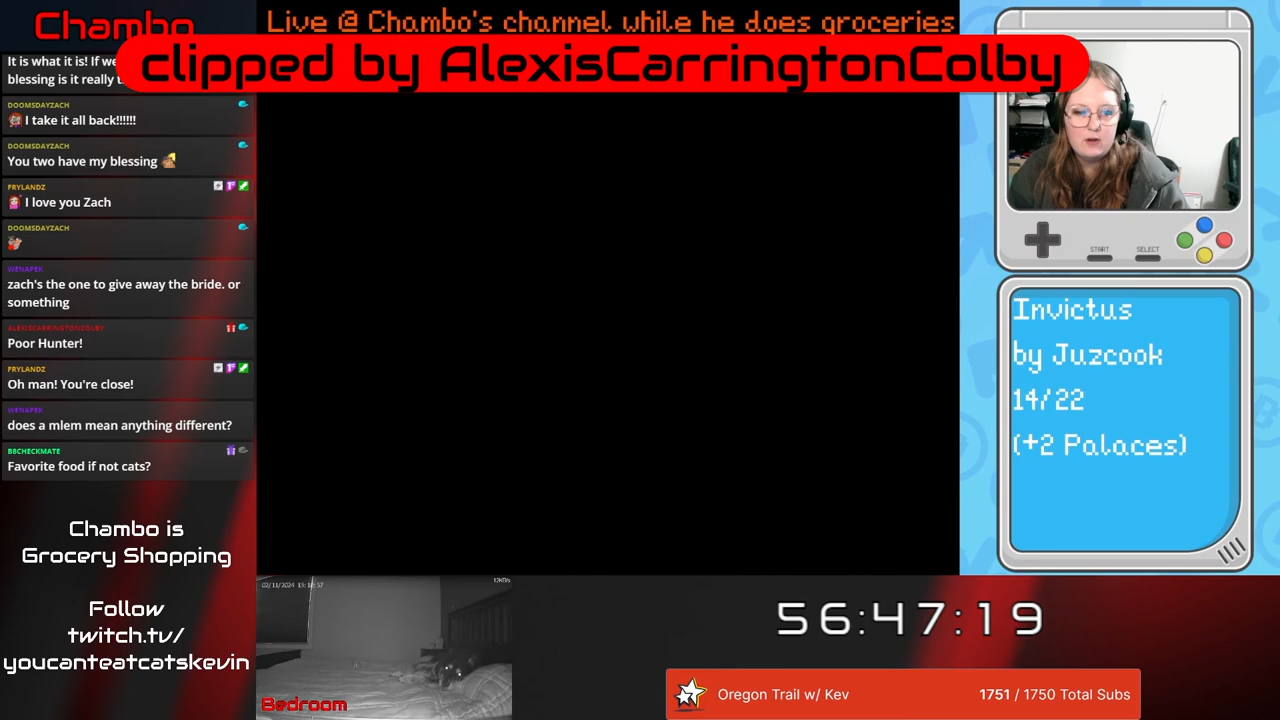 Chambo
Live @ Chambo's channel while he does groceries
clipped by AlexisCarringtonColby
It is what it is! If we
blessing is it really
DOOMSDAYZACH
I take it all back!!!!!!
DOOMSDAYZACH
You two have my blessing
FRYLANDZ
I love you Zach
DOOMSDAYZACH
WENAPEK
zach's the one to give away the bride. or
something
ALEXISCARRINGTONCOLBY
Poor Hunter!
FRYLANDZ
Oh man! You're close!
WENAPEK
does a mlem mean anything different?
B8CHECKMATE
Favorite food if not cats?
Chambo is
Grocery Shopping
Follow
twitch.tv/
youcanteatcatskevin
START
SELECT
Invictus
by Juzcook
14/22
(+2 Palaces)
Bedroom
56:47:19
Oregon Trail w/ Kev
1751 / 1750 Total Subs